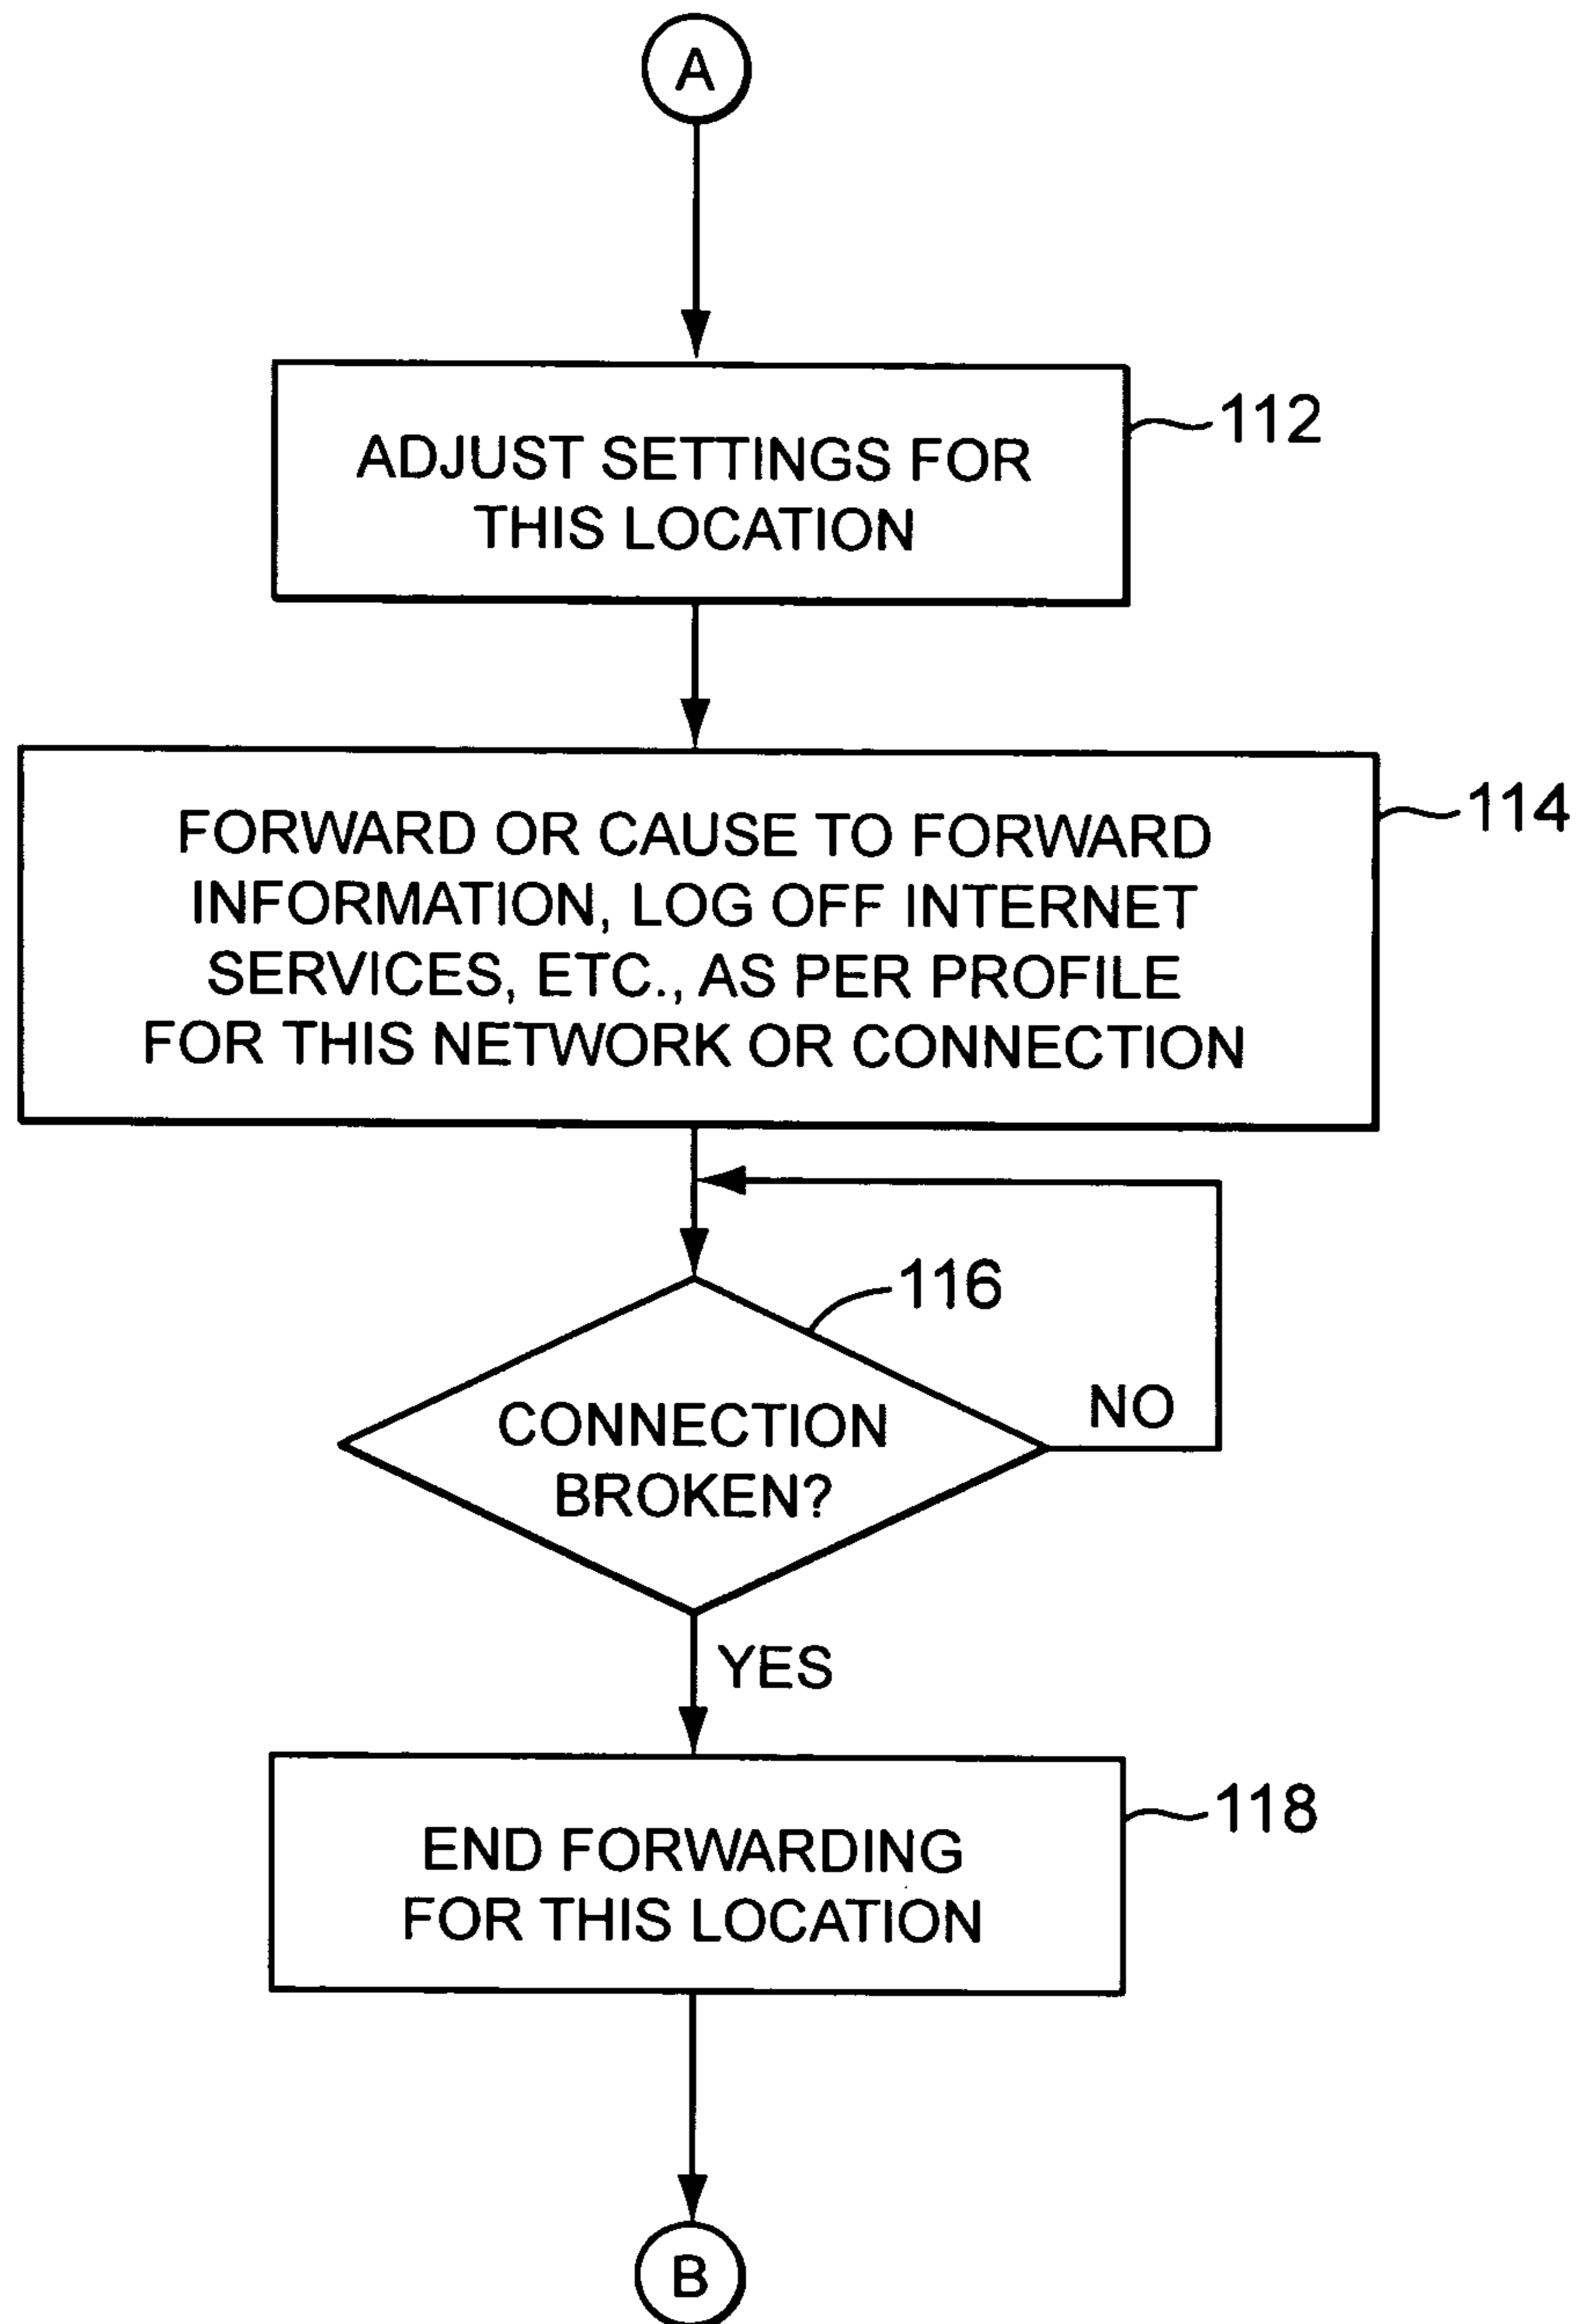 A
ADJUST SETTINGS FOR
THIS LOCATION
112
FORWARD OR CAUSE TO FORWARD
INFORMATION, LOG OFF INTERNET
SERVICES, ETC., AS PER PROFILE
FOR THIS NETWORK OR CONNECTION
114
116
CONNECTION
BROKEN?
NO
YES
END FORWARDING
FOR THIS LOCATION
118
B